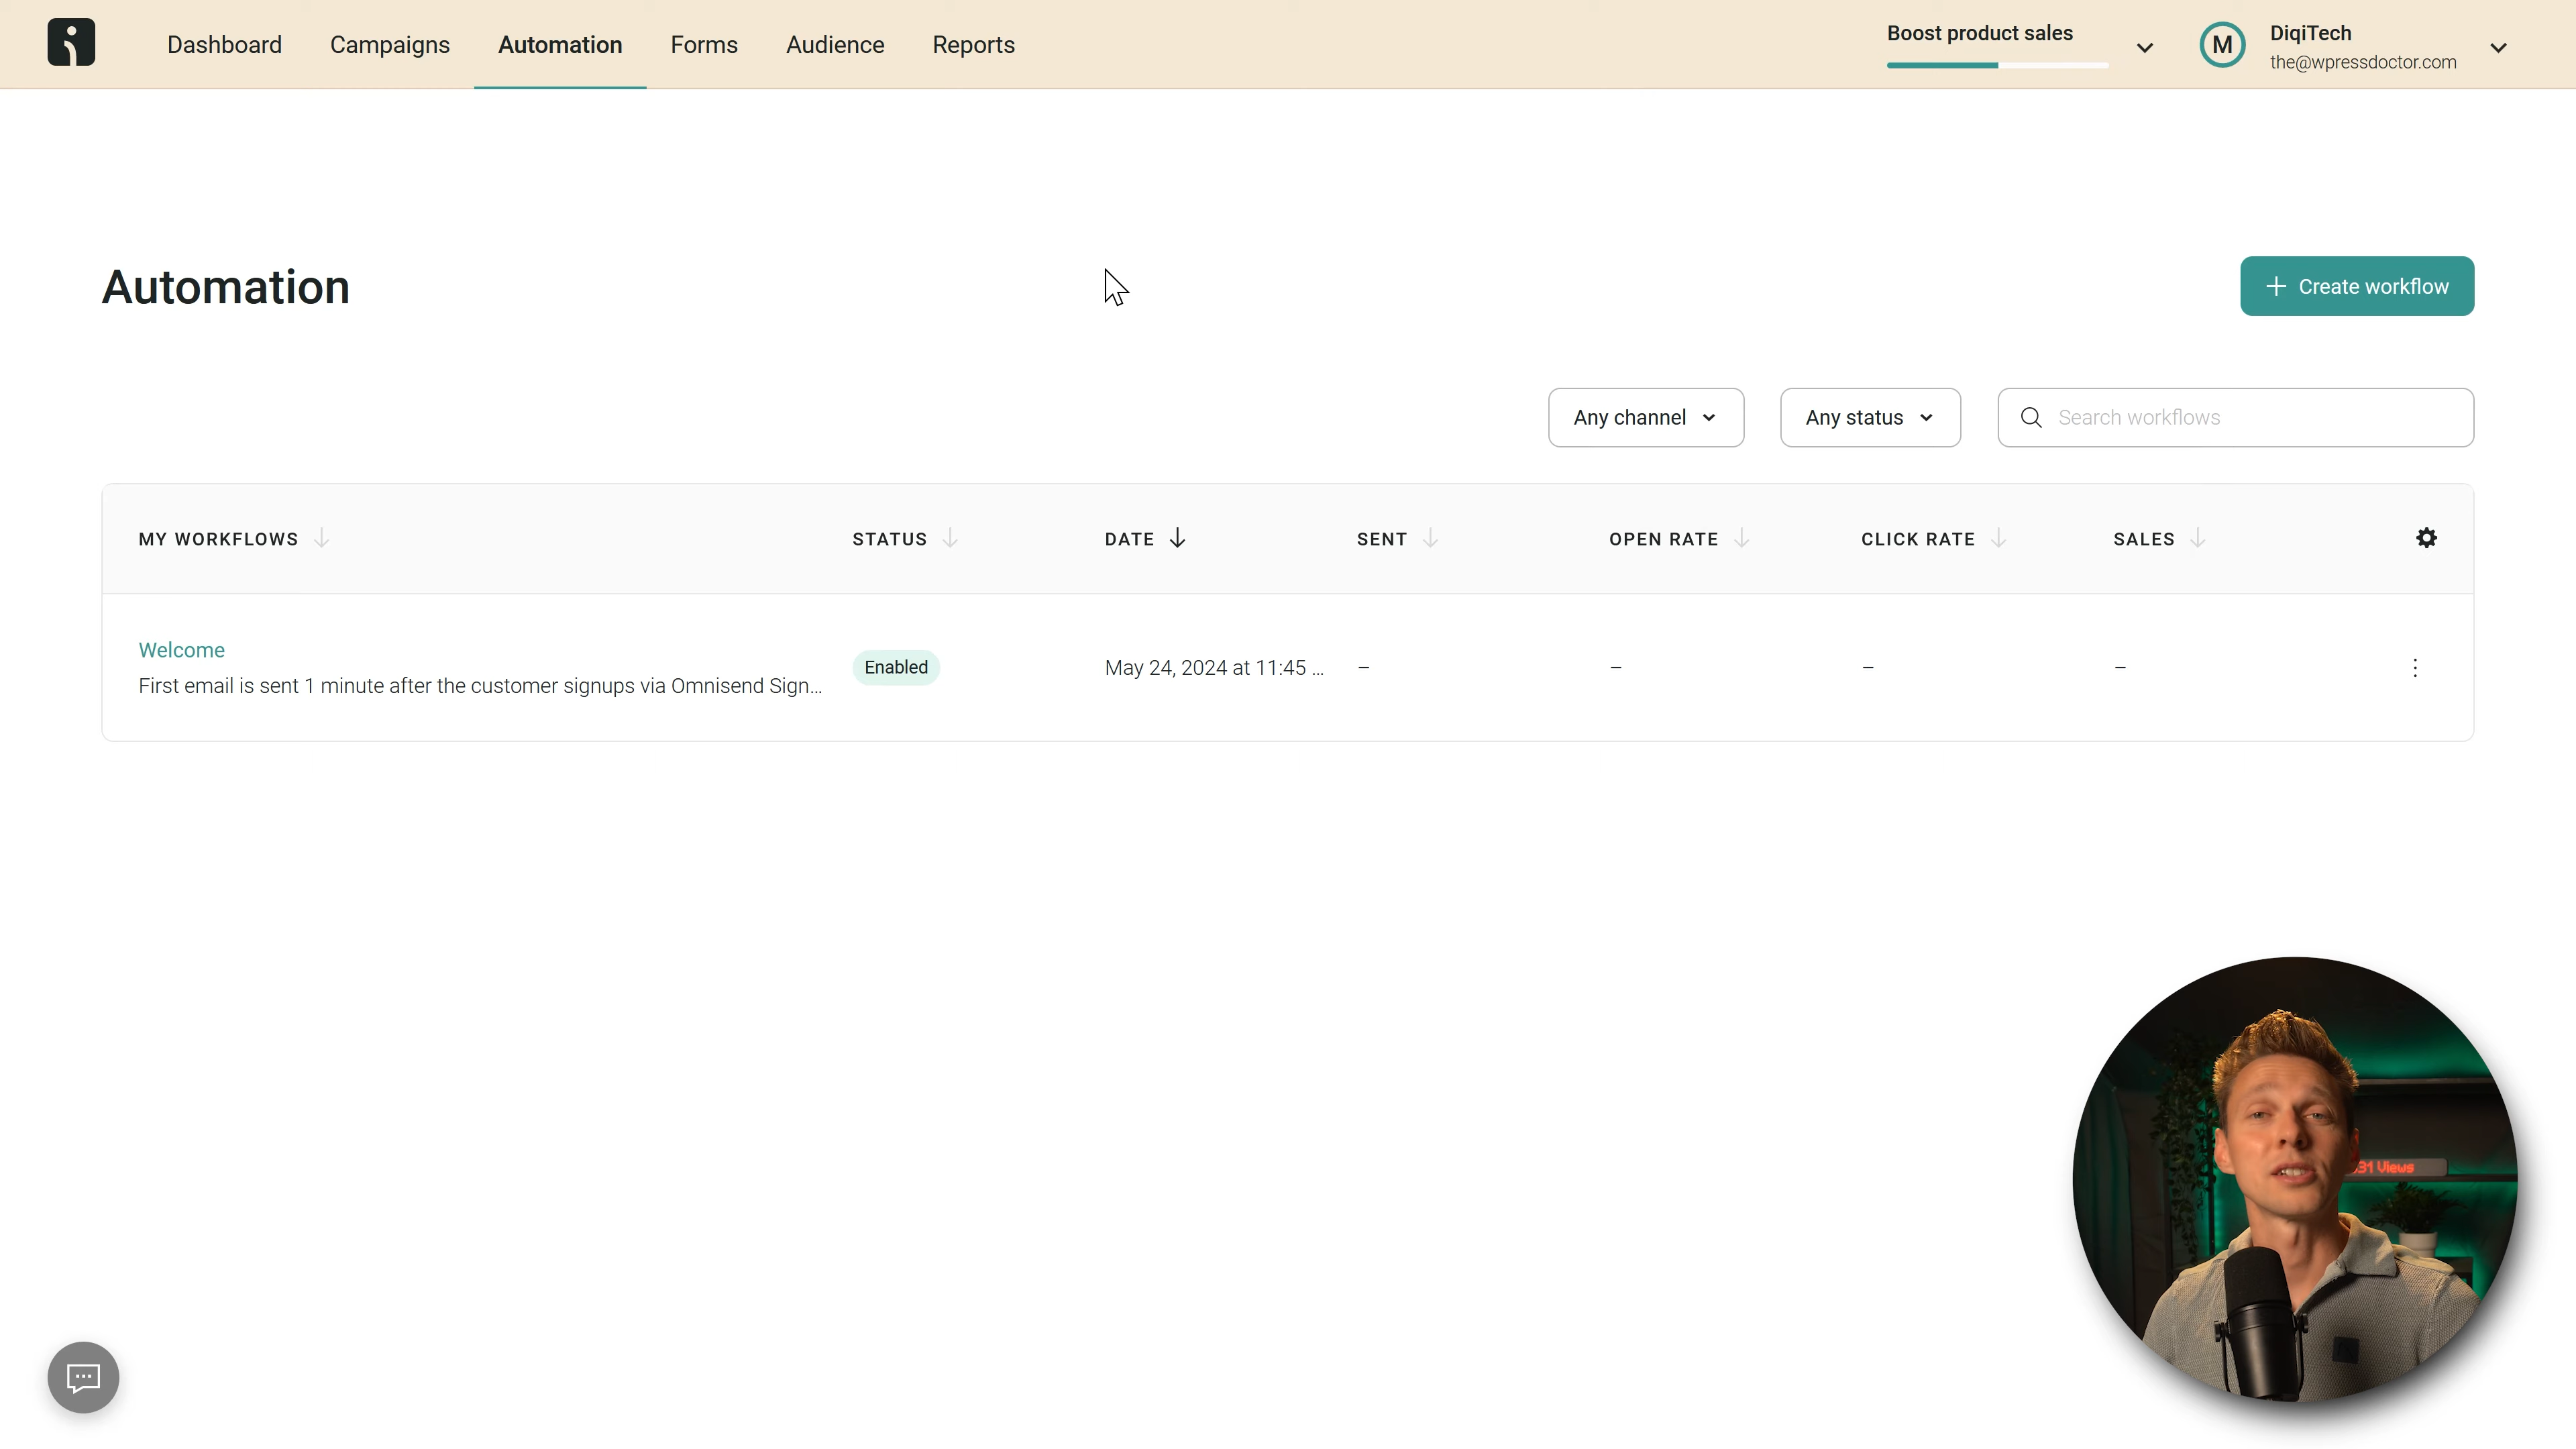 Dashboard
Campaigns
Automation
Forms
Audience
Reports
Boost product sales
M
DiqiTech
the@wpressdoctor.com
Automation
Create workflow
Any channel
Any status
Search workflows
MY WORKFLOWS
STATUS
DATE
SENT
OPEN RATE
CLICK RATE
SALES
Welcome
First email is sent 1 minute after the customer signups via Omnisend Sign...
Enabled
May 24, 2024 at 11:45 ...
–
–
–
–
31 Views